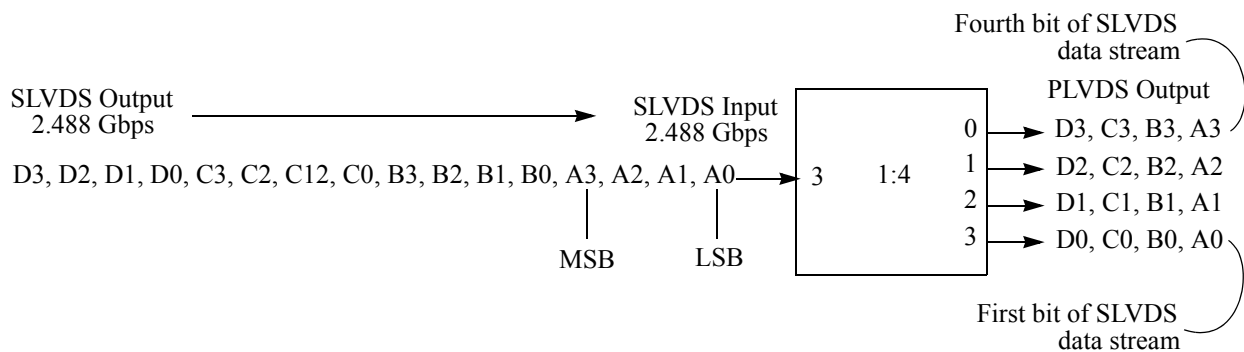 Fourth bit of SLVDS
data stream
SLVDS Output
2.488 Gbps
SLVDS Input
2.488 Gbps
PLVDS Output
D3, D2, D1, D0, C3, C2, C12, C0, B3, B2, B1, B0, A3, A2, A1, A0
MSB
LSB
3
1:4
0
1
2
3
D3, C3, B3, A3
D2, C2, B2, A2
D1, C1, B1, A1
D0, C0, B0, A0
First bit of SLVDS
data stream